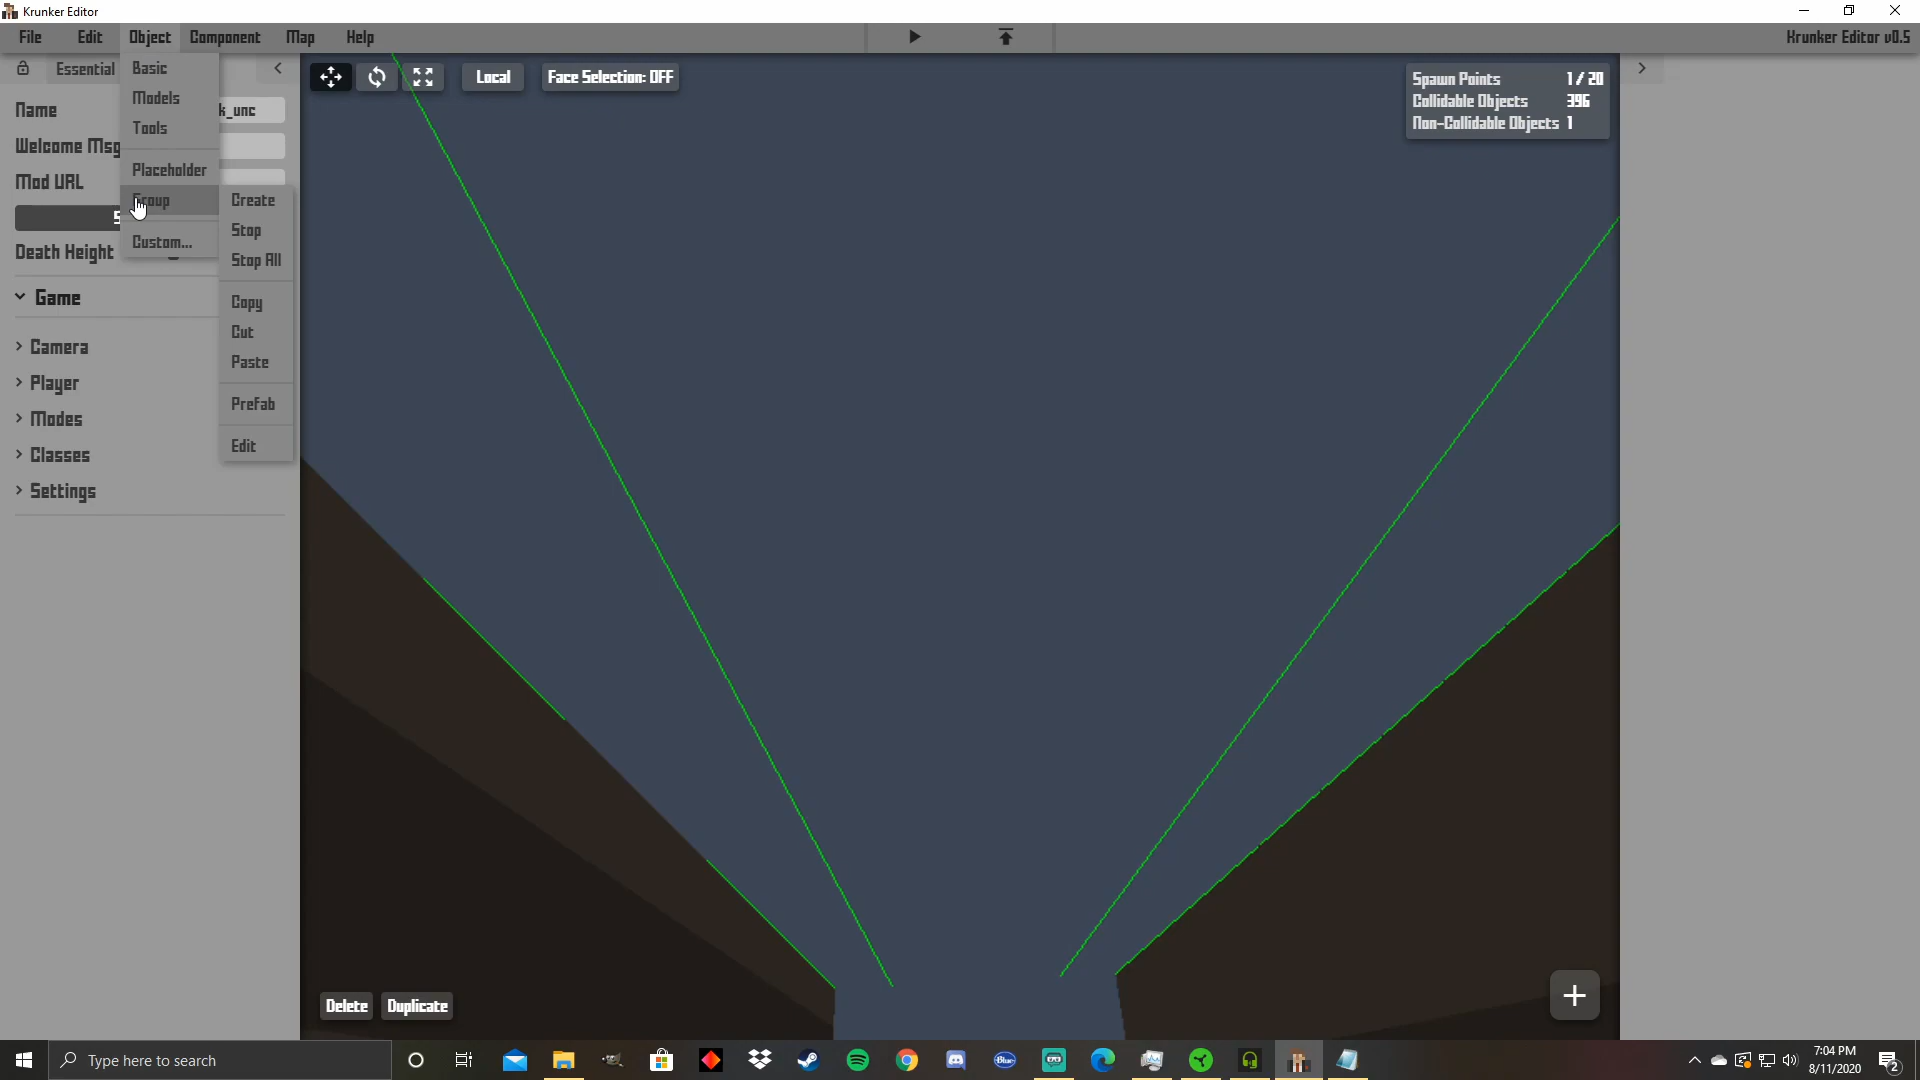 Krunker Editor
File Edit Object Component Map Help
Krunker Editor v0.5
Essential
Basic
Models
Tools
Placeholder
Group
Custom...
Create
Stop
Stop All
Copy
Cut
Paste
Prefab
Edit
Name k_unc
Welcome Msg
Mod URL
Death Height
Game
Camera
Player
Modes
Classes
Settings
Local
Face Selection: OFF
Spawn Points 1/20
Collidable Objects 396
Non-Collidable Objects 1
Delete Duplicate
+
Type here to search
Blue
7:04 PM
8/11/2020
2